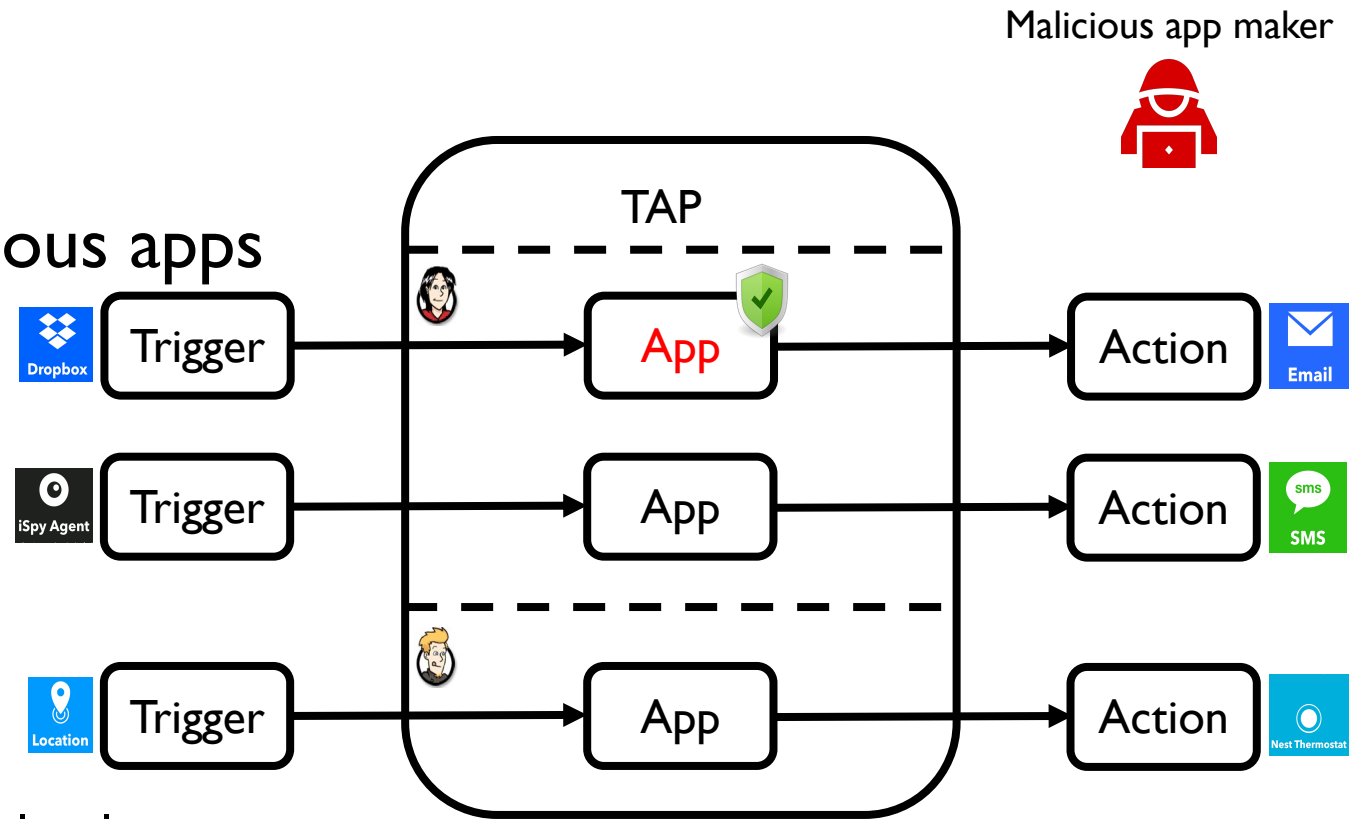 Malicious app maker
TAP
ous apps
Dropbox
Trigger
App
Action
Email
iSpy Agent
Trigger
App
Action
sms
SMS
Location
Trigger
App
Action
Nest Thermostat